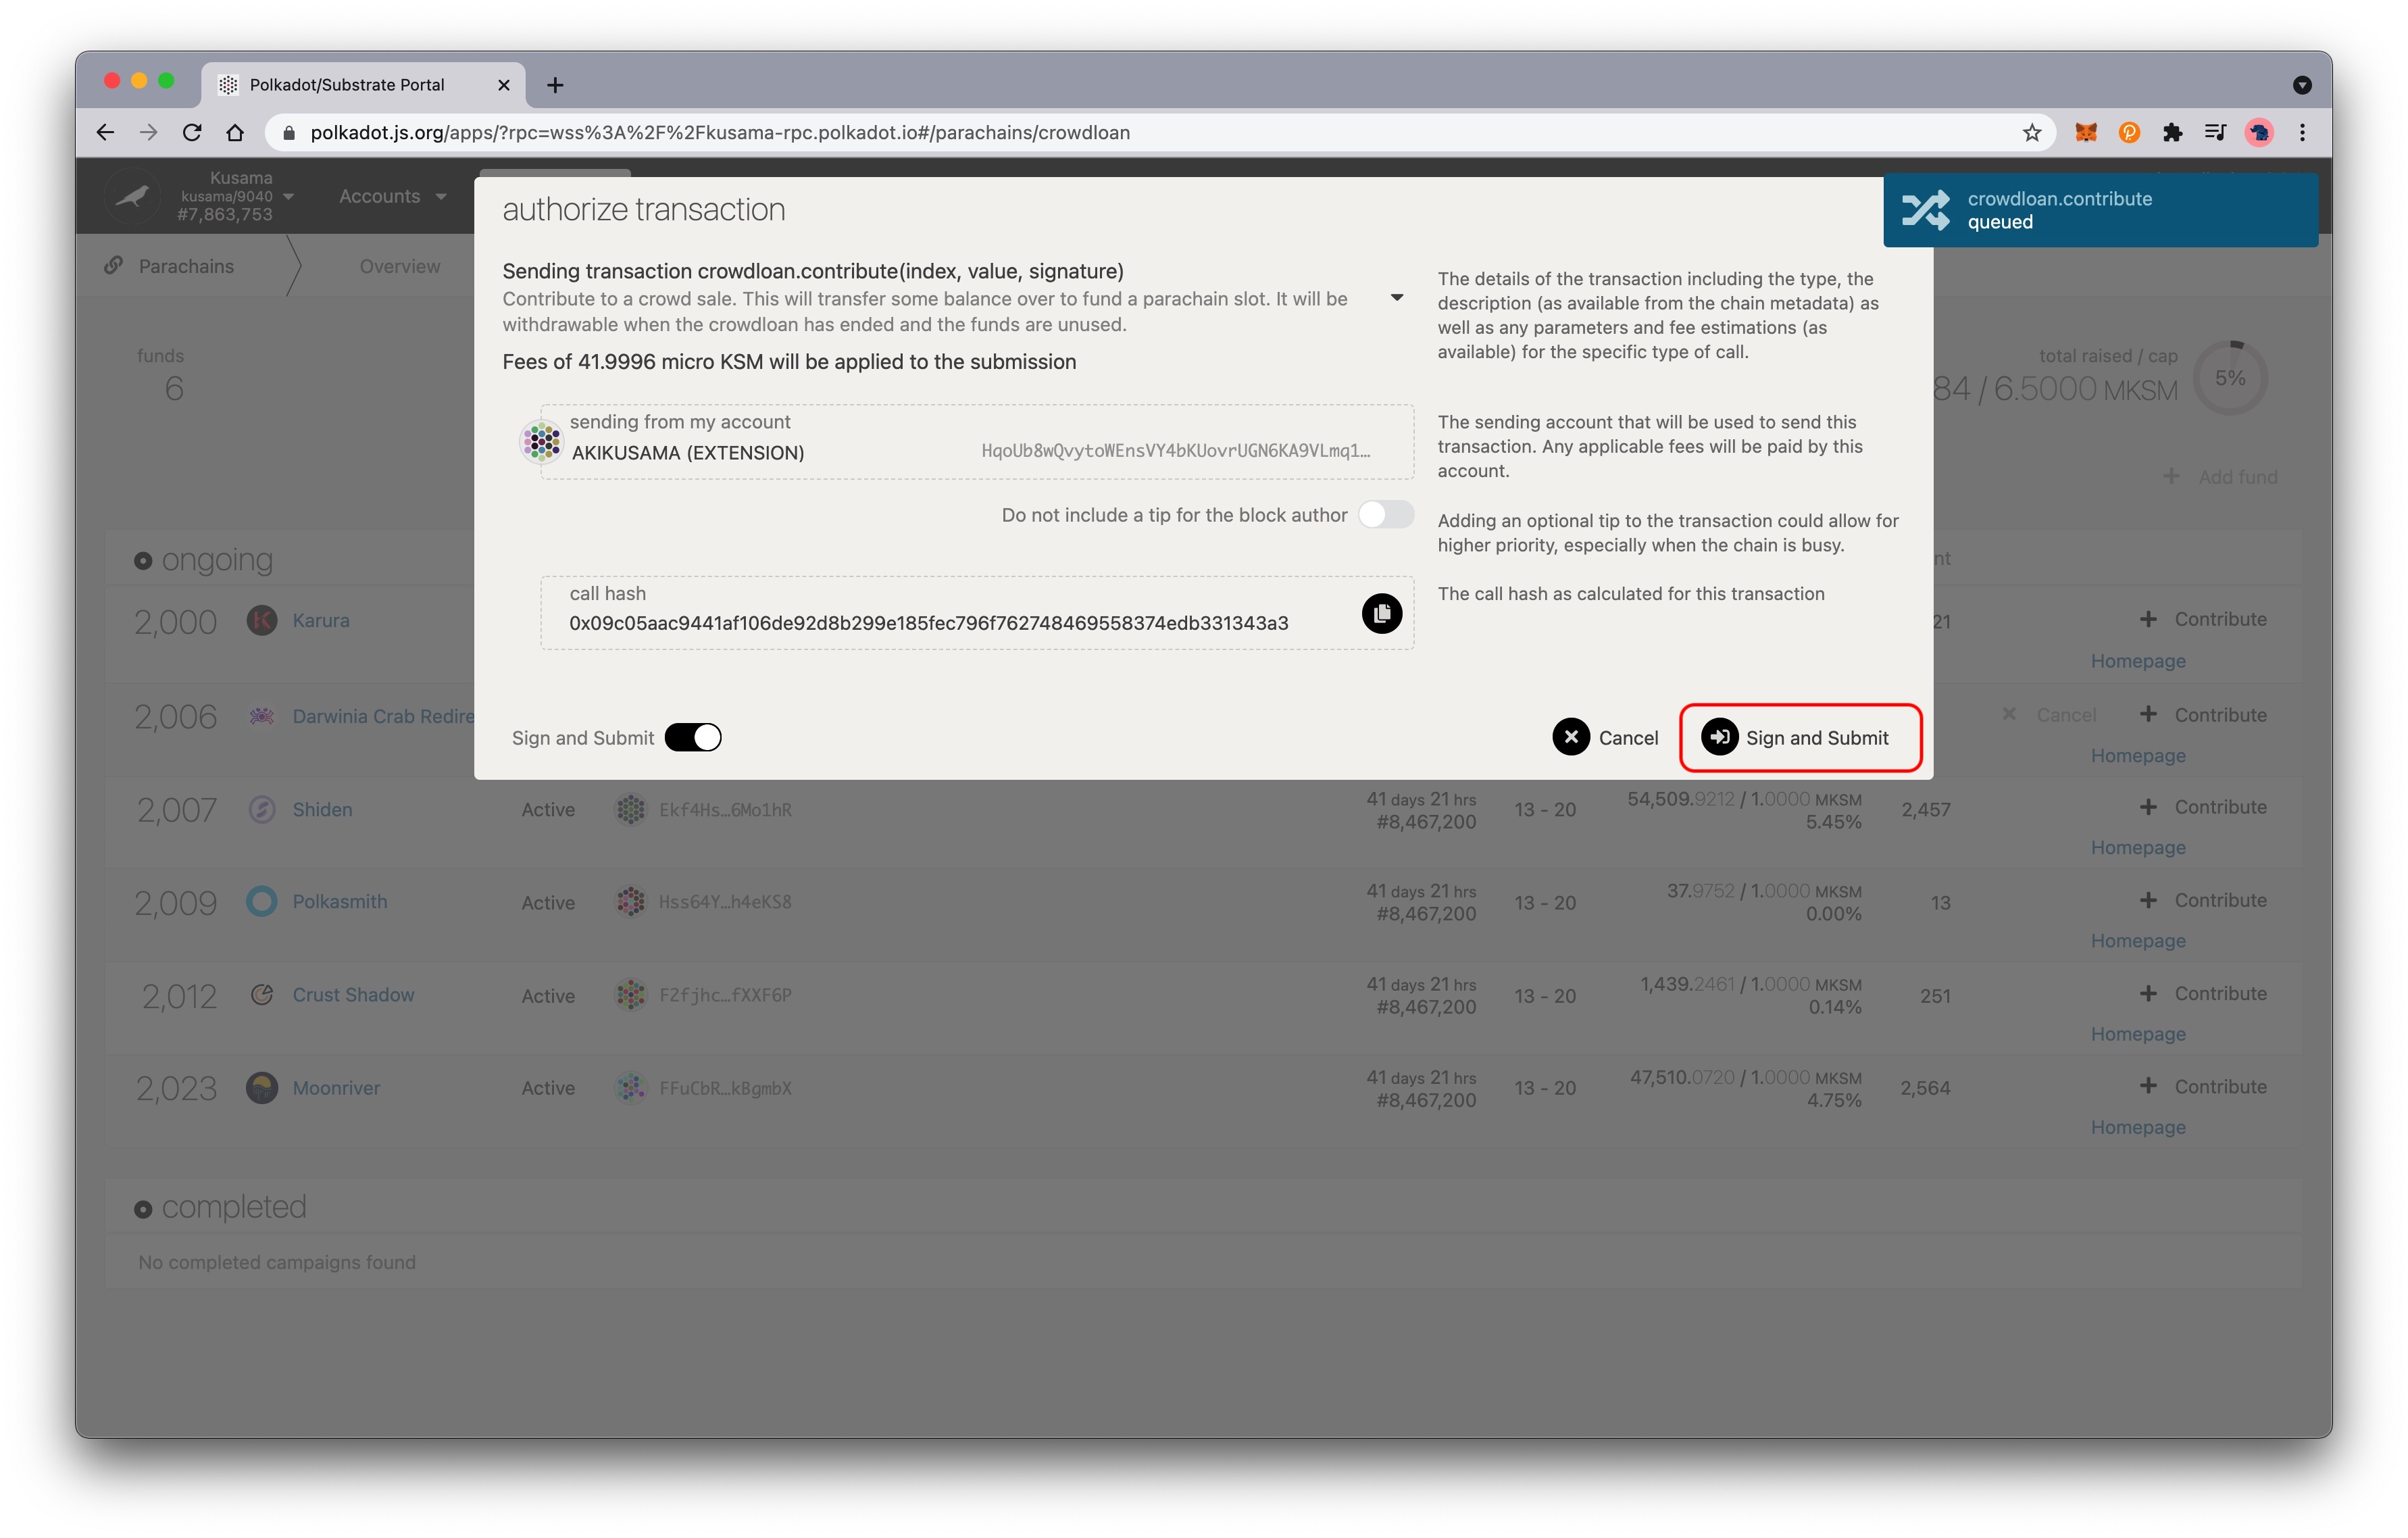 Polkadot/Substrate Portal
polkadot.js.org/apps/?rpc=wss%3A%2F%2Fkusama-rpc.polkadot.io#/parachains/crowdloan
Kusama
kusama/9040
#7,863,753
Accounts
crowdloan.contribute
queued
Parachains
Overview
authorize transaction
Sending transaction crowdloan.contribute(index, value, signature)
Contribute to a crowd sale. This will transfer some balance over to fund a parachain slot. It will be
withdrawable when the crowdloan has ended and the funds are unused.
Fees of 41.9996 micro KSM will be applied to the submission
The details of the transaction including the type, the
description (as available from the chain metadata) as
well as any parameters and fee estimations (as
available) for the specific type of call.
sending from my account
AKIKUSAMA (EXTENSION)
HqoUb8wQvytoWEnsVY4bKUovrUGN6KA9VLmq1…
The sending account that will be used to send this
transaction. Any applicable fees will be paid by this
account.
Do not include a tip for the block author
Adding an optional tip to the transaction could allow for
higher priority, especially when the chain is busy.
call hash
0x09c05aac9441af106de92d8b299e185fec796f762748469558374edb331343a3
The call hash as calculated for this transaction
Sign and Submit
Cancel
Sign and Submit
funds
6
total raised / cap
84 / 6.5000 MKSM
5%
Add fund
ongoing
nt
2,000 Karura 21 Contribute
Homepage
2,006 Darwinia Crab Redire Cancel Contribute
Homepage
2,007 Shiden Active Ekf4Hs…6Mo1hR 41 days 21 hrs 13 - 20 54,509.9212 / 1.0000 MKSM 2,457 Contribute
#8,467,200 5.45%
Homepage
2,009 Polkasmith Active Hss64Y…h4eKS8 41 days 21 hrs 13 - 20 37.9752 / 1.0000 MKSM 13 Contribute
#8,467,200 0.00%
Homepage
2,012 Crust Shadow Active F2fjhc…fXXF6P 41 days 21 hrs 13 - 20 1,439.2461 / 1.0000 MKSM 251 Contribute
#8,467,200 0.14%
Homepage
2,023 Moonriver Active FFuCbR…kBgmbX 41 days 21 hrs 13 - 20 47,510.0720 / 1.0000 MKSM 2,564 Contribute
#8,467,200 4.75%
Homepage
completed
No completed campaigns found